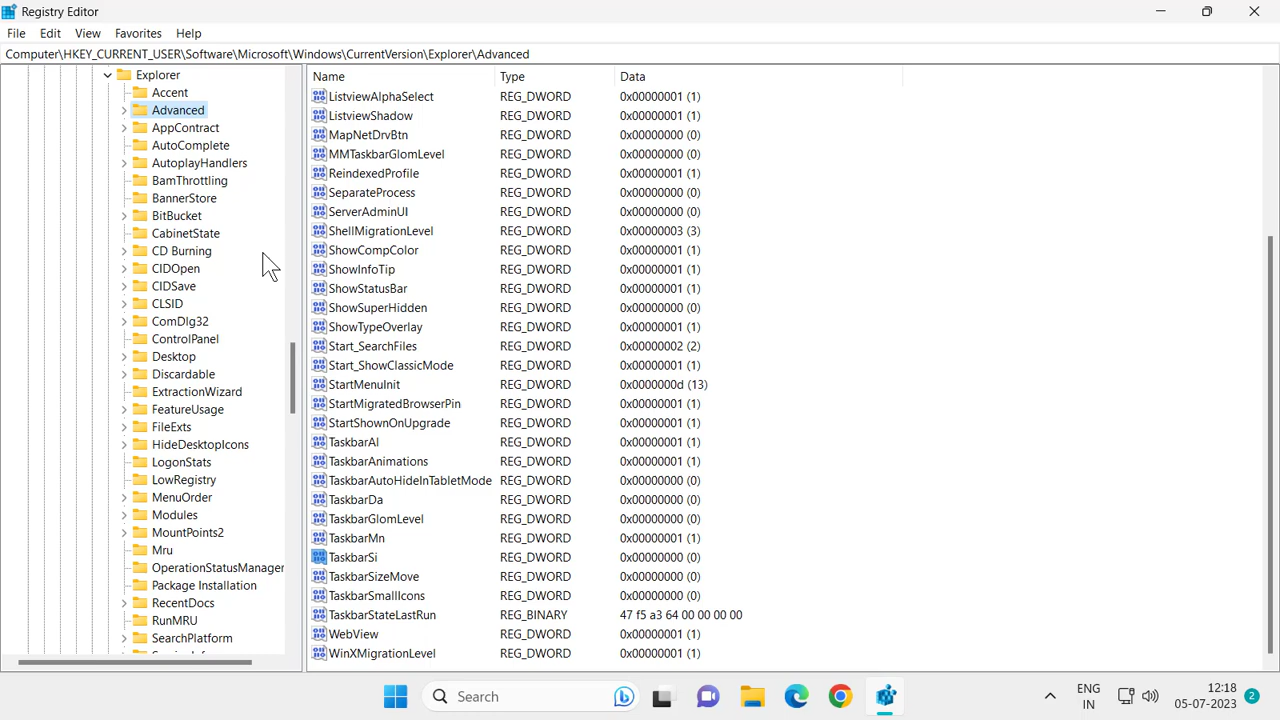 Registry Editor
File Edit View Favorites Help
Computer\HKEY_CURRENT_USER\Software\Microsoft\Windows\CurrentVersion\Explorer\Advanced
Explorer
Accent
Advanced
AppContract
AutoComplete
AutoplayHandlers
BamThrottling
BannerStore
BitBucket
CabinetState
CD Burning
CIDOpen
CIDSave
CLSID
ComDlg32
ControlPanel
Desktop
Discardable
ExtractionWizard
FeatureUsage
FileExts
HideDesktopIcons
LogonStats
LowRegistry
MenuOrder
Modules
MountPoints2
Mru
OperationStatusManager
Package Installation
RecentDocs
RunMRU
SearchPlatform
Name Type Data
ListviewAlphaSelect REG_DWORD 0x00000001 (1)
ListviewShadow REG_DWORD 0x00000001 (1)
MapNetDrvBtn REG_DWORD 0x00000000 (0)
MMTaskbarGlomLevel REG_DWORD 0x00000000 (0)
ReindexedProfile REG_DWORD 0x00000001 (1)
SeparateProcess REG_DWORD 0x00000000 (0)
ServerAdminUI REG_DWORD 0x00000000 (0)
ShellMigrationLevel REG_DWORD 0x00000003 (3)
ShowCompColor REG_DWORD 0x00000001 (1)
ShowInfoTip REG_DWORD 0x00000001 (1)
ShowStatusBar REG_DWORD 0x00000001 (1)
ShowSuperHidden REG_DWORD 0x00000000 (0)
ShowTypeOverlay REG_DWORD 0x00000001 (1)
Start_SearchFiles REG_DWORD 0x00000002 (2)
Start_ShowClassicMode REG_DWORD 0x00000001 (1)
StartMenuInit REG_DWORD 0x0000000d (13)
StartMigratedBrowserPin REG_DWORD 0x00000001 (1)
StartShownOnUpgrade REG_DWORD 0x00000001 (1)
TaskbarAl REG_DWORD 0x00000001 (1)
TaskbarAnimations REG_DWORD 0x00000001 (1)
TaskbarAutoHideInTabletMode REG_DWORD 0x00000000 (0)
TaskbarDa REG_DWORD 0x00000000 (0)
TaskbarGlomLevel REG_DWORD 0x00000000 (0)
TaskbarMn REG_DWORD 0x00000001 (1)
TaskbarSi REG_DWORD 0x00000000 (0)
TaskbarSizeMove REG_DWORD 0x00000000 (0)
TaskbarSmallIcons REG_DWORD 0x00000000 (0)
TaskbarStateLastRun REG_BINARY 47 f5 a3 64 00 00 00 00
WebView REG_DWORD 0x00000001 (1)
WinXMigrationLevel REG_DWORD 0x00000001 (1)
Search
ENG
IN
12:18
05-07-2023
2